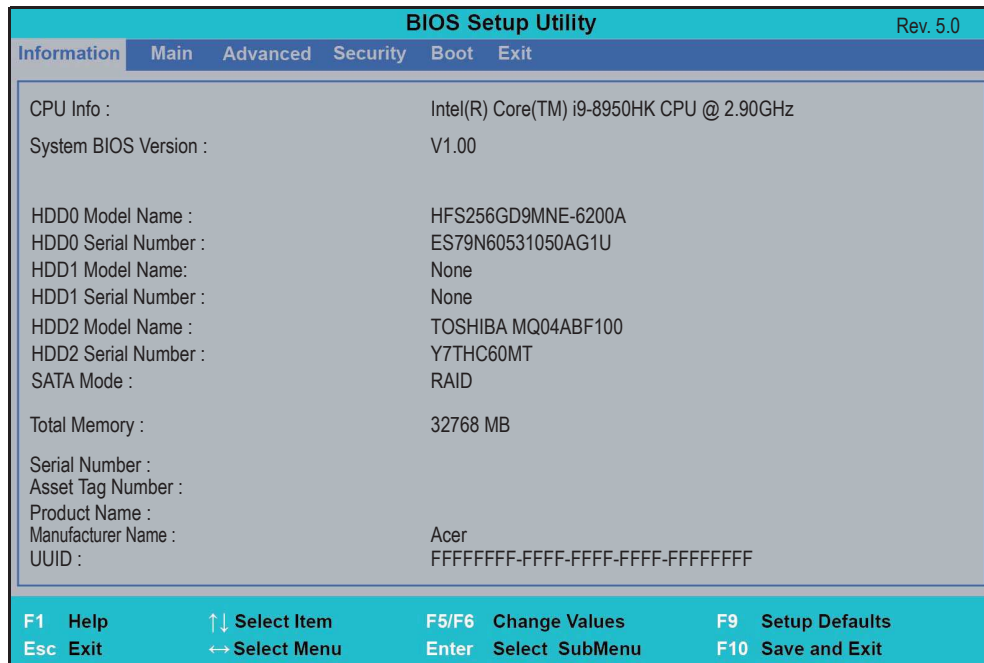 BIOS Setup Utility Rev. 5.0
Information Main Advanced Security Boot Exit
CPU Info : Intel(R) Core(TM) i9-8950HK CPU @ 2.90GHz
System BIOS Version : V1.00
HDD0 Model Name : HFS256GD9MNE-6200A
HDD0 Serial Number : ES79N60531050AG1U
HDD1 Model Name: None
HDD1 Serial Number : None
HDD2 Model Name : TOSHIBA MQ04ABF100
HDD2 Serial Number : Y7THC60MT
SATA Mode : RAID
Total Memory : 32768 MB
Serial Number :
Asset Tag Number :
Product Name :
Manufacturer Name : Acer
UUID : FFFFFFFF-FFFF-FFFF-FFFF-FFFFFFFF
F1 Help ↑↓ Select Item F5/F6 Change Values F9 Setup Defaults
Esc Exit ↔ Select Menu Enter Select SubMenu F10 Save and Exit